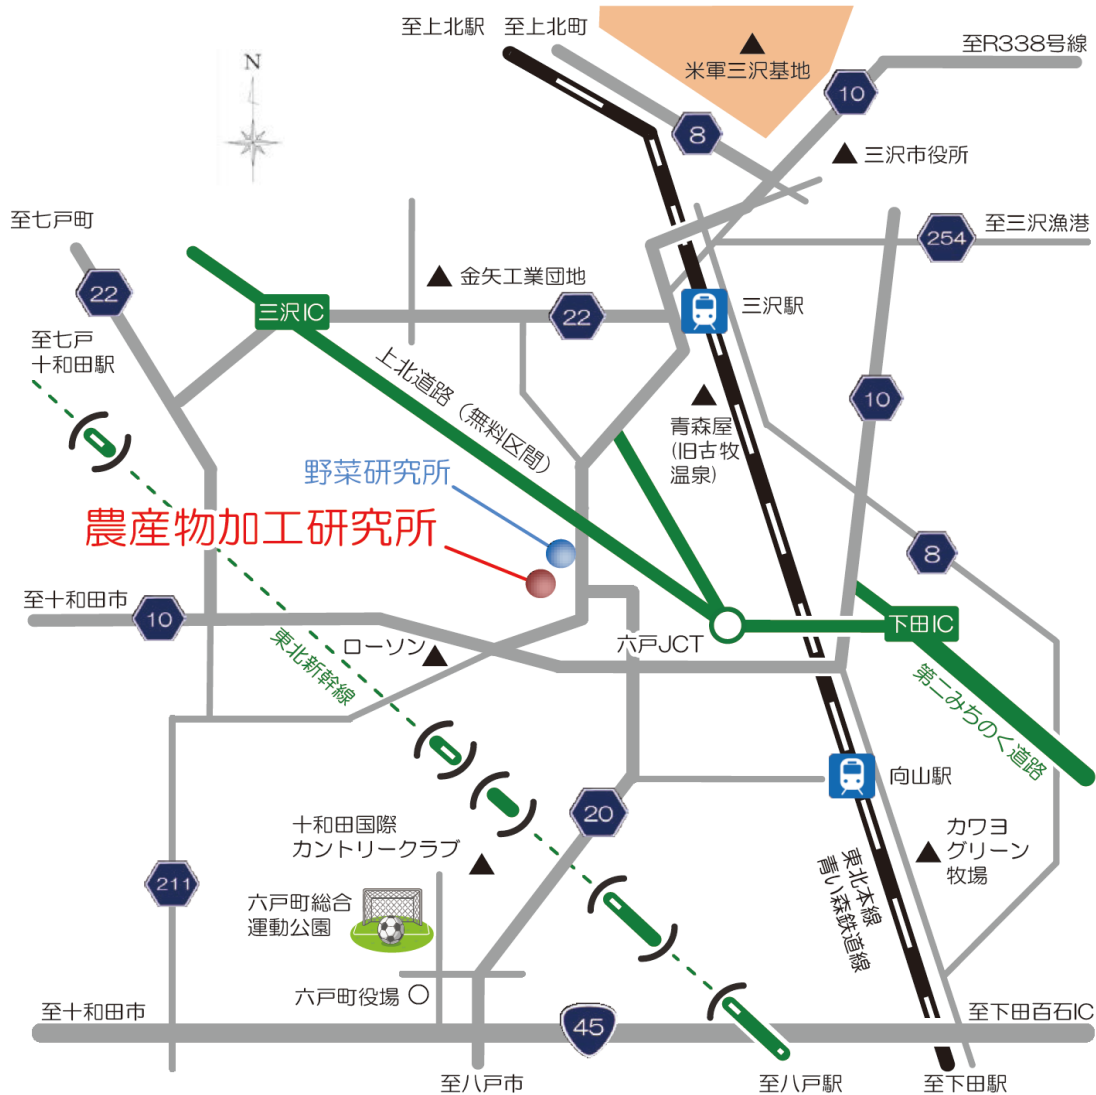 至上北駅
至上北町
N
米軍三沢基地
至R338号線
10
8
三沢市役所
至七戸町
254
至三沢漁港
22
金矢工業団地
三沢IC
22
三沢駅
至七戸
十和田駅
上北道路(無料区間)
10
青森屋
(旧古牧
温泉)
野菜研究所
農産物加工研究所
8
至十和田市
10
下田IC
六戸JCT
ローソン
東北新幹線
第二みちのく道路
向山駅
20
十和田国際
カントリークラブ
カワヨ
グリーン
牧場
東北本線
青い森鉄道線
211
六戸町総合
運動公園
六戸町役場
至十和田市
45
至下田百石IC
至八戸市
至八戸駅
至下田駅